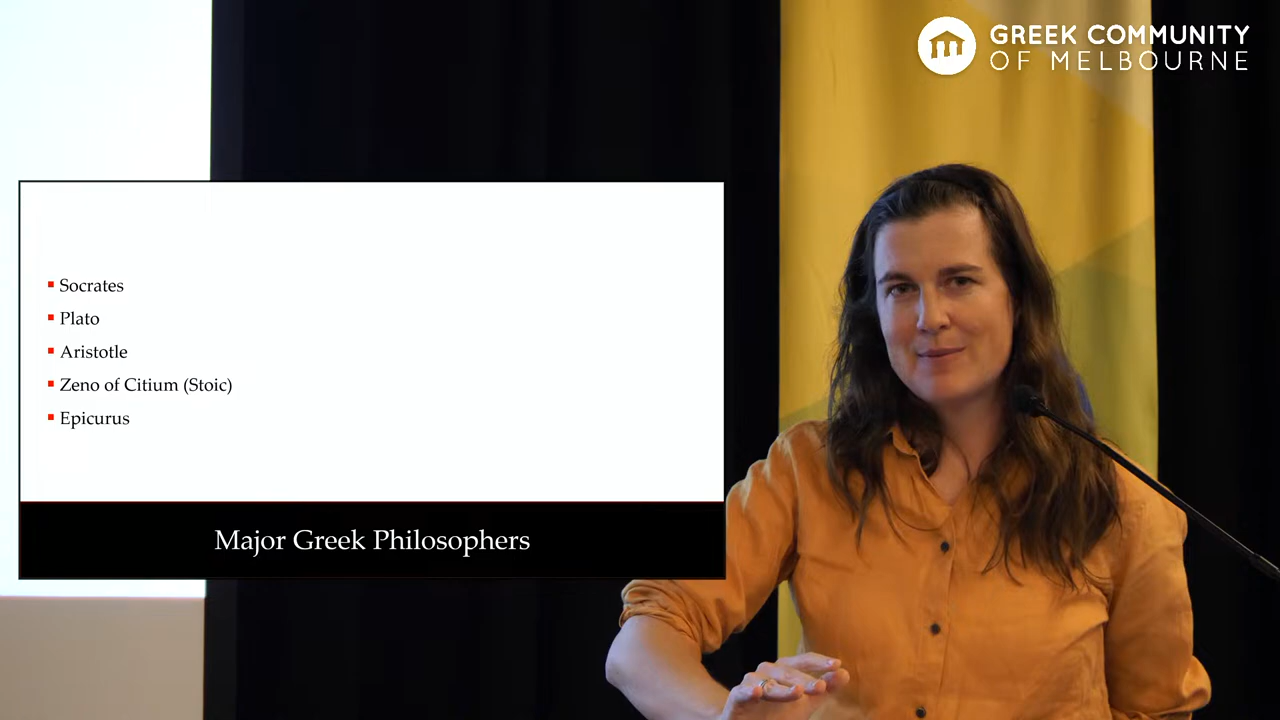 GREEK COMMUNITY
OF MELBOURNE
Socrates
Plato
Aristotle
Zeno of Citium (Stoic)
Epicurus
Major Greek Philosophers